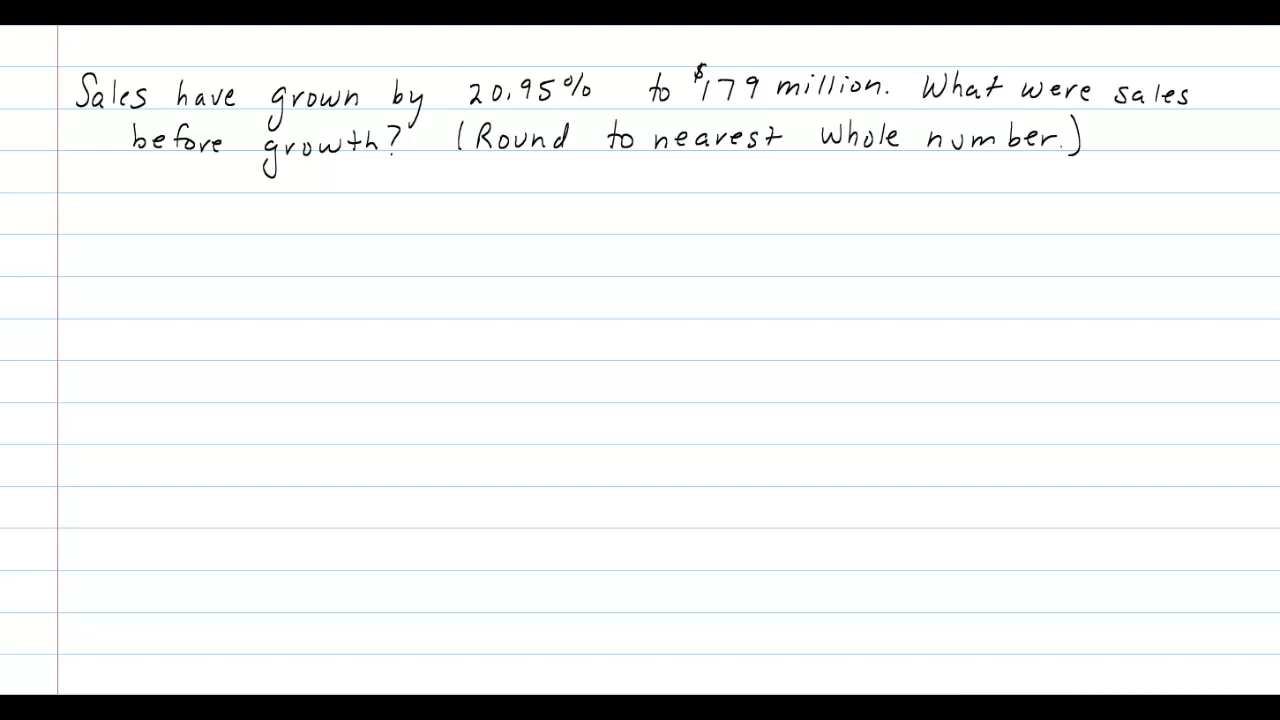 Sales have grown by 20.95% to $179 million. What were sales
before growth? (Round to nearest whole number.)